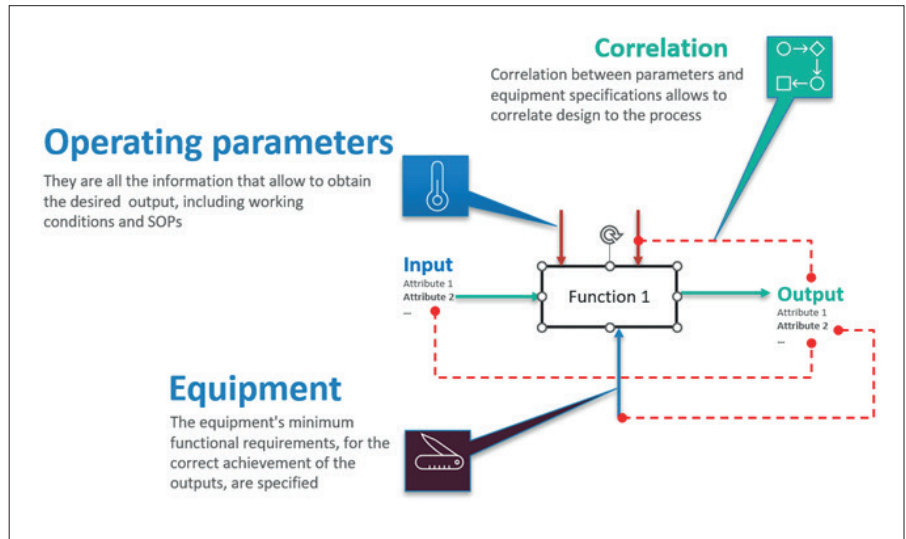 Correlation
Correlation between parameters and
equipment specifications allows to
correlate design to the process
Operating parameters
They are all the information that allow to obtain
the desired output, including working
conditions and SOPs
Input
Attribute 1
Attribute 2
...
Function 1
Output
Attribute 1
Attribute 2
...
Equipment
The equipment's minimum
functional requirements, for the
correct achievement of the
outputs, are specified